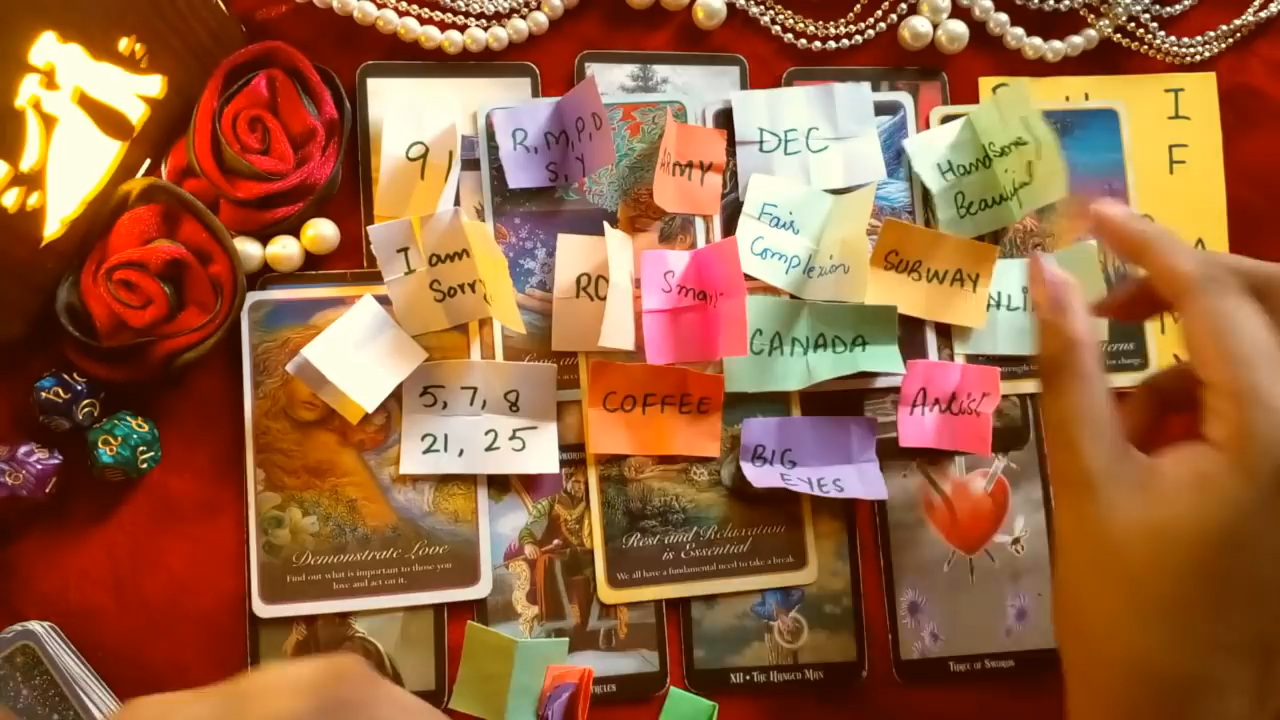 91
R, M, P, D
S, Y
ARMY
DEC
Handsome
Beautiful
I
F
I am
Sorry
Fair
Complexion
SUBWAY
CANADA
5, 7, 8
21, 25
COFFEE
BIG
EYES
Artist
Demonstrate Love
Find out what is important to those you
love and act on it.
Rest and Relaxation
is Essential
We all have a fundamental need to take a break.
XII • THE HANGED MAN
THREE OF SWORDS